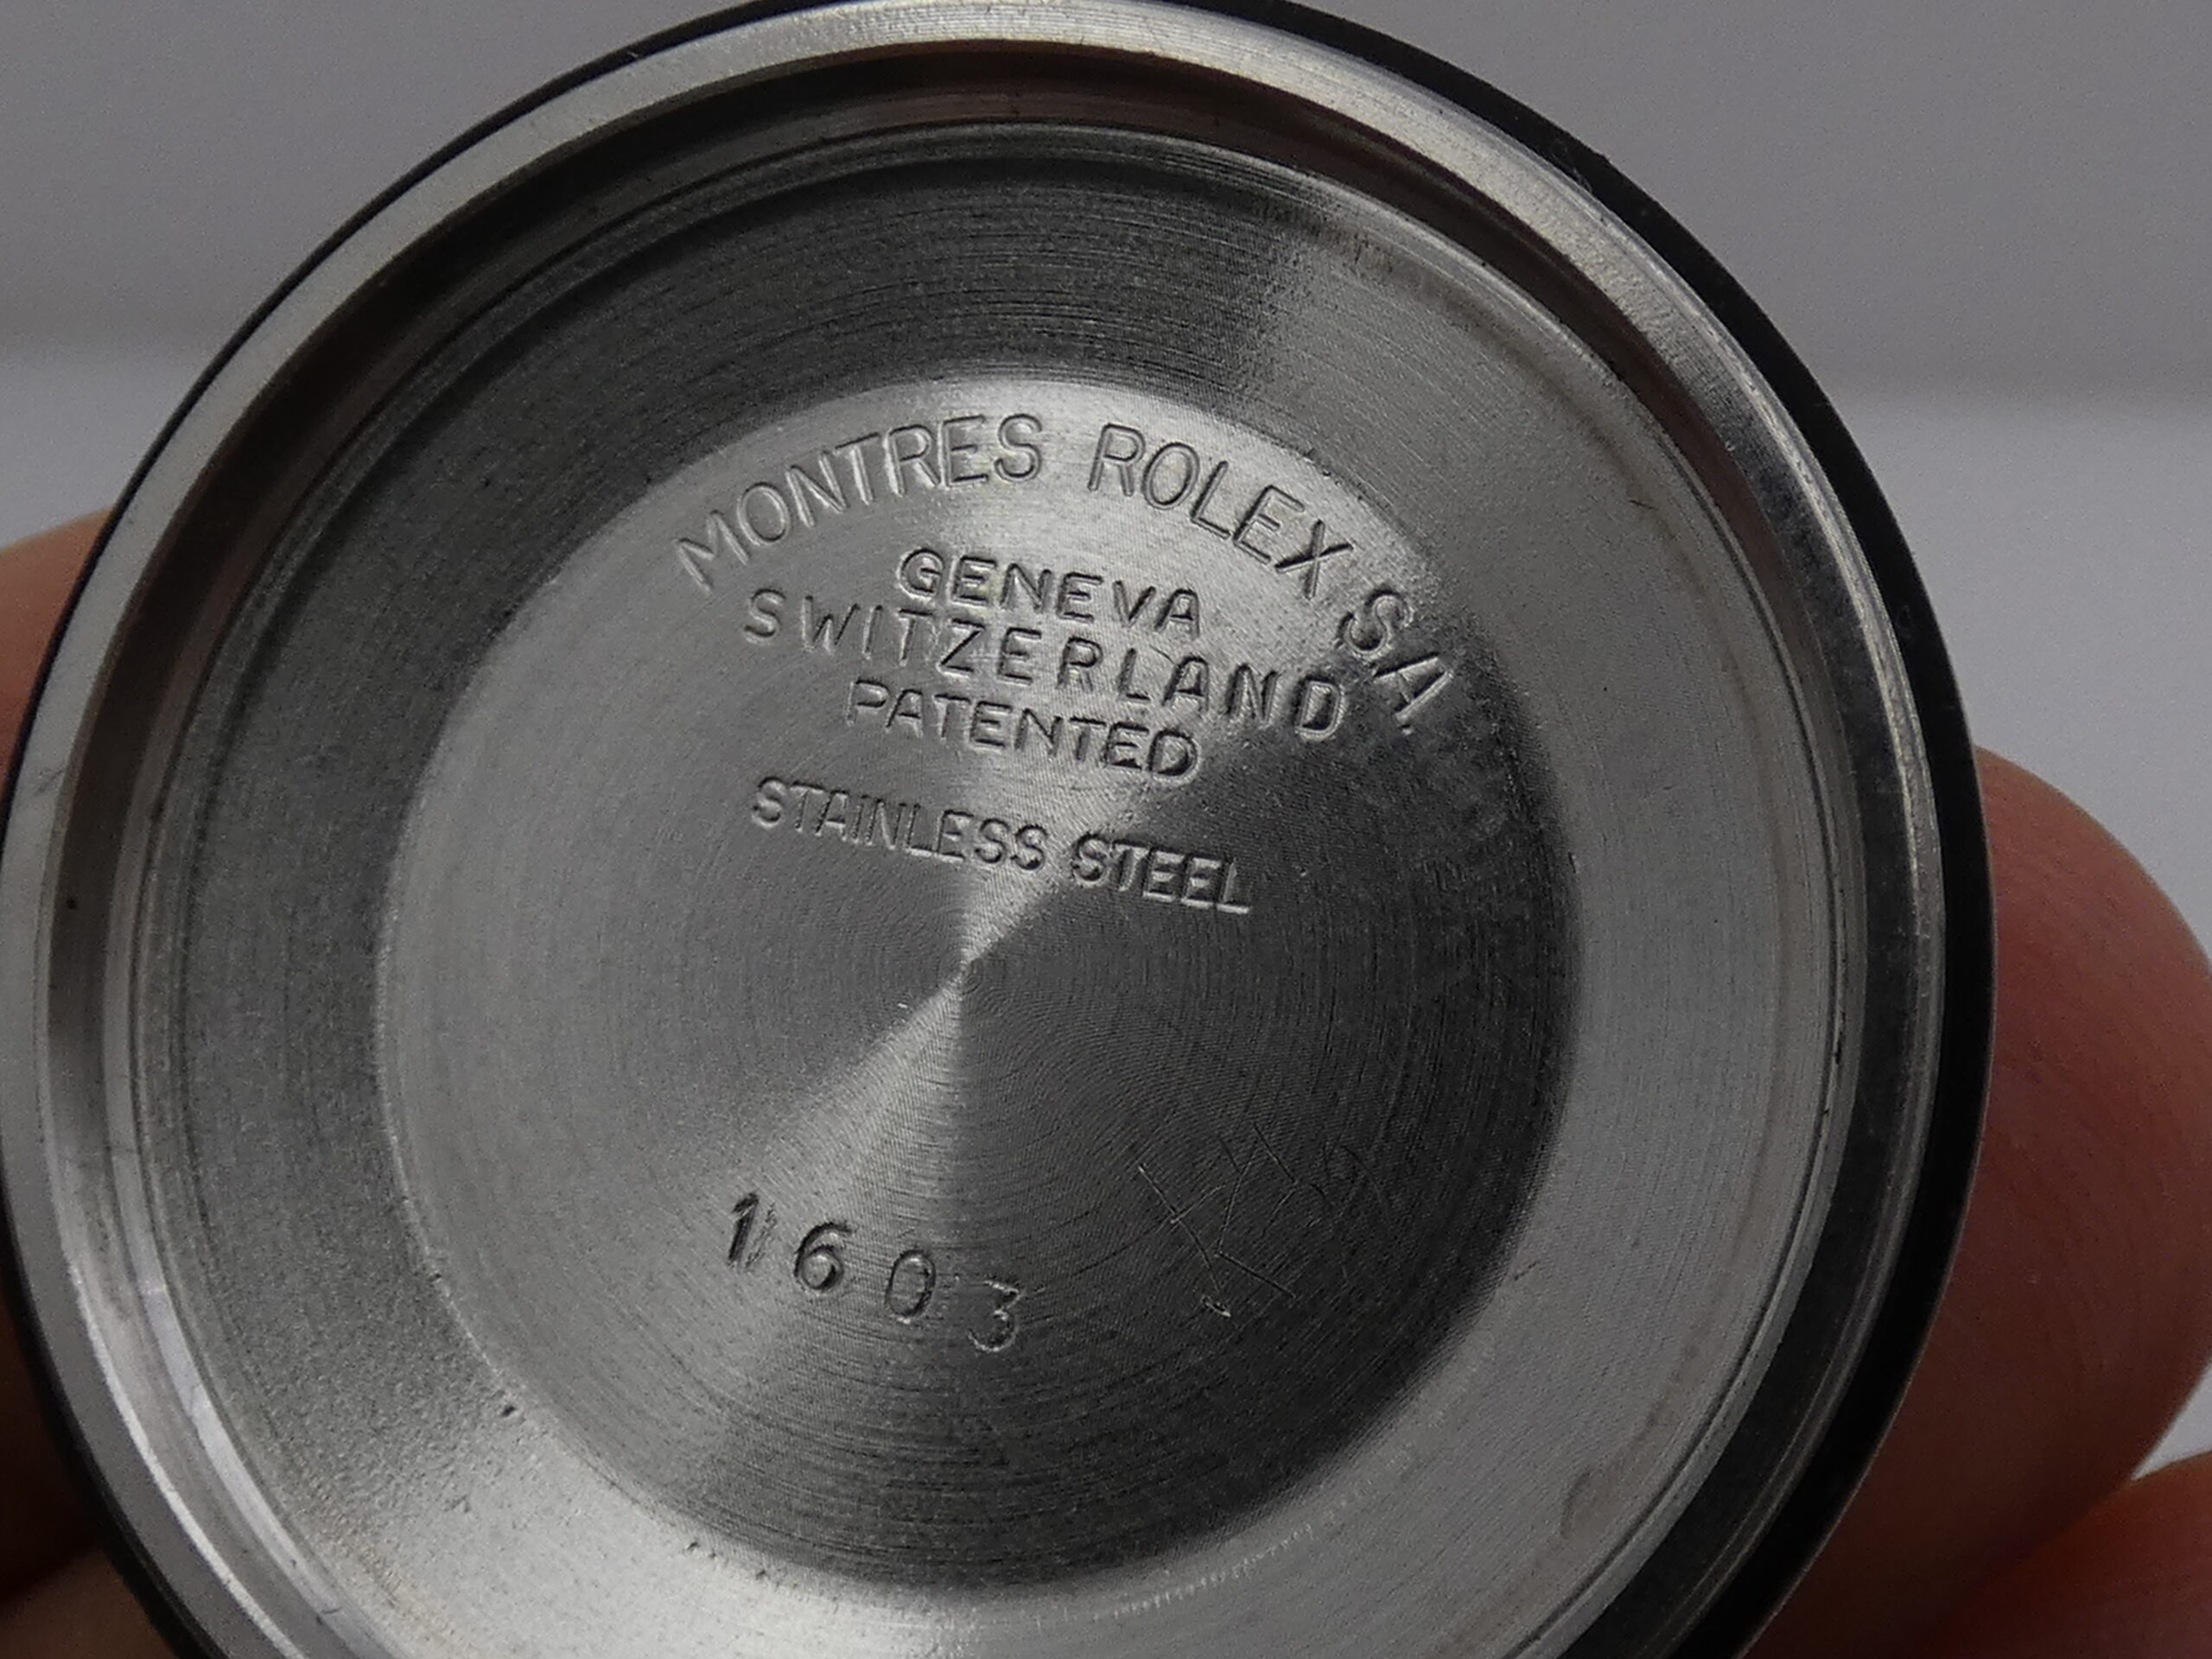 MONTRES ROLEX S.A.
GENEVA
SWITZERLAND
PATENTED
STAINLESS STEEL
1603